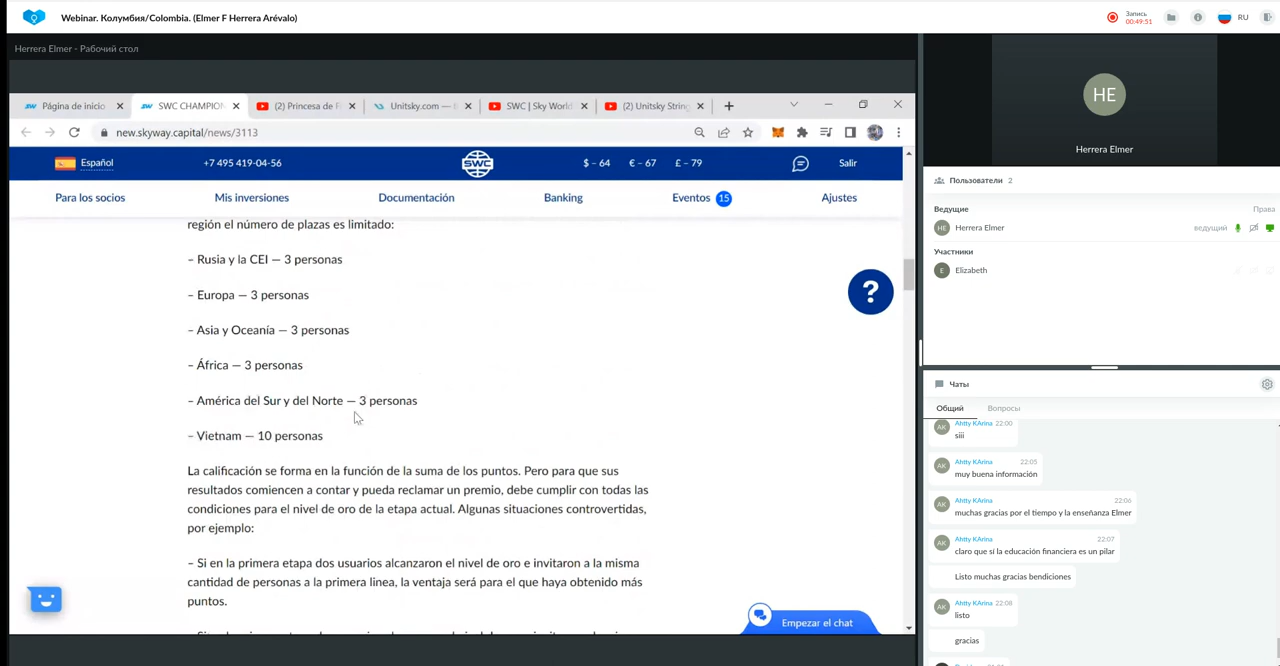 Webinar. Колумбия/Colombia. (Elmer F Herrera Arévalo)
Запись
00:49:51
RU
Herrera Elmer - Рабочий стол
Página de inicio
SWC CHAMPION
(2) Princesa de F
Unitsky.com —
SWC | Sky World
(2) Unitsky String
new.skyway.capital/news/3113
Español
+7 495 419-04-56
SWC
$ – 64
€ – 67
£ – 79
Salir
Para los socios
Mis inversiones
Documentación
Banking
Eventos 15
Ajustes
región el número de plazas es limitado:
– Rusia y la CEI — 3 personas
– Europa — 3 personas
– Asia y Oceanía — 3 personas
– África — 3 personas
– América del Sur y del Norte — 3 personas
– Vietnam — 10 personas
La calificación se forma en la función de la suma de los puntos. Pero para que sus
resultados comiencen a contar y pueda reclamar un premio, debe cumplir con todas las
condiciones para el nivel de oro de la etapa actual. Algunas situaciones controvertidas,
por ejemplo:
– Si en la primera etapa dos usuarios alcanzaron el nivel de oro e invitaron a la misma
cantidad de personas a la primera linea, la ventaja será para el que haya obtenido más
puntos.
?
Empezar el chat
HE
Herrera Elmer
Пользователи 2
Ведущие
Права
HE
Herrera Elmer
ведущий
Участники
E
Elizabeth
Чаты
Общий
Вопросы
AK
Ahtty KArina 22:00
siii
AK
Ahtty KArina 22:05
muy buena información
AK
Ahtty KArina 22:06
muchas gracias por el tiempo y la enseñanza Elmer
AK
Ahtty KArina 22:07
claro que sí la educación financiera es un pilar
Listo muchas gracias bendiciones
AK
Ahtty KArina 22:08
listo
gracias